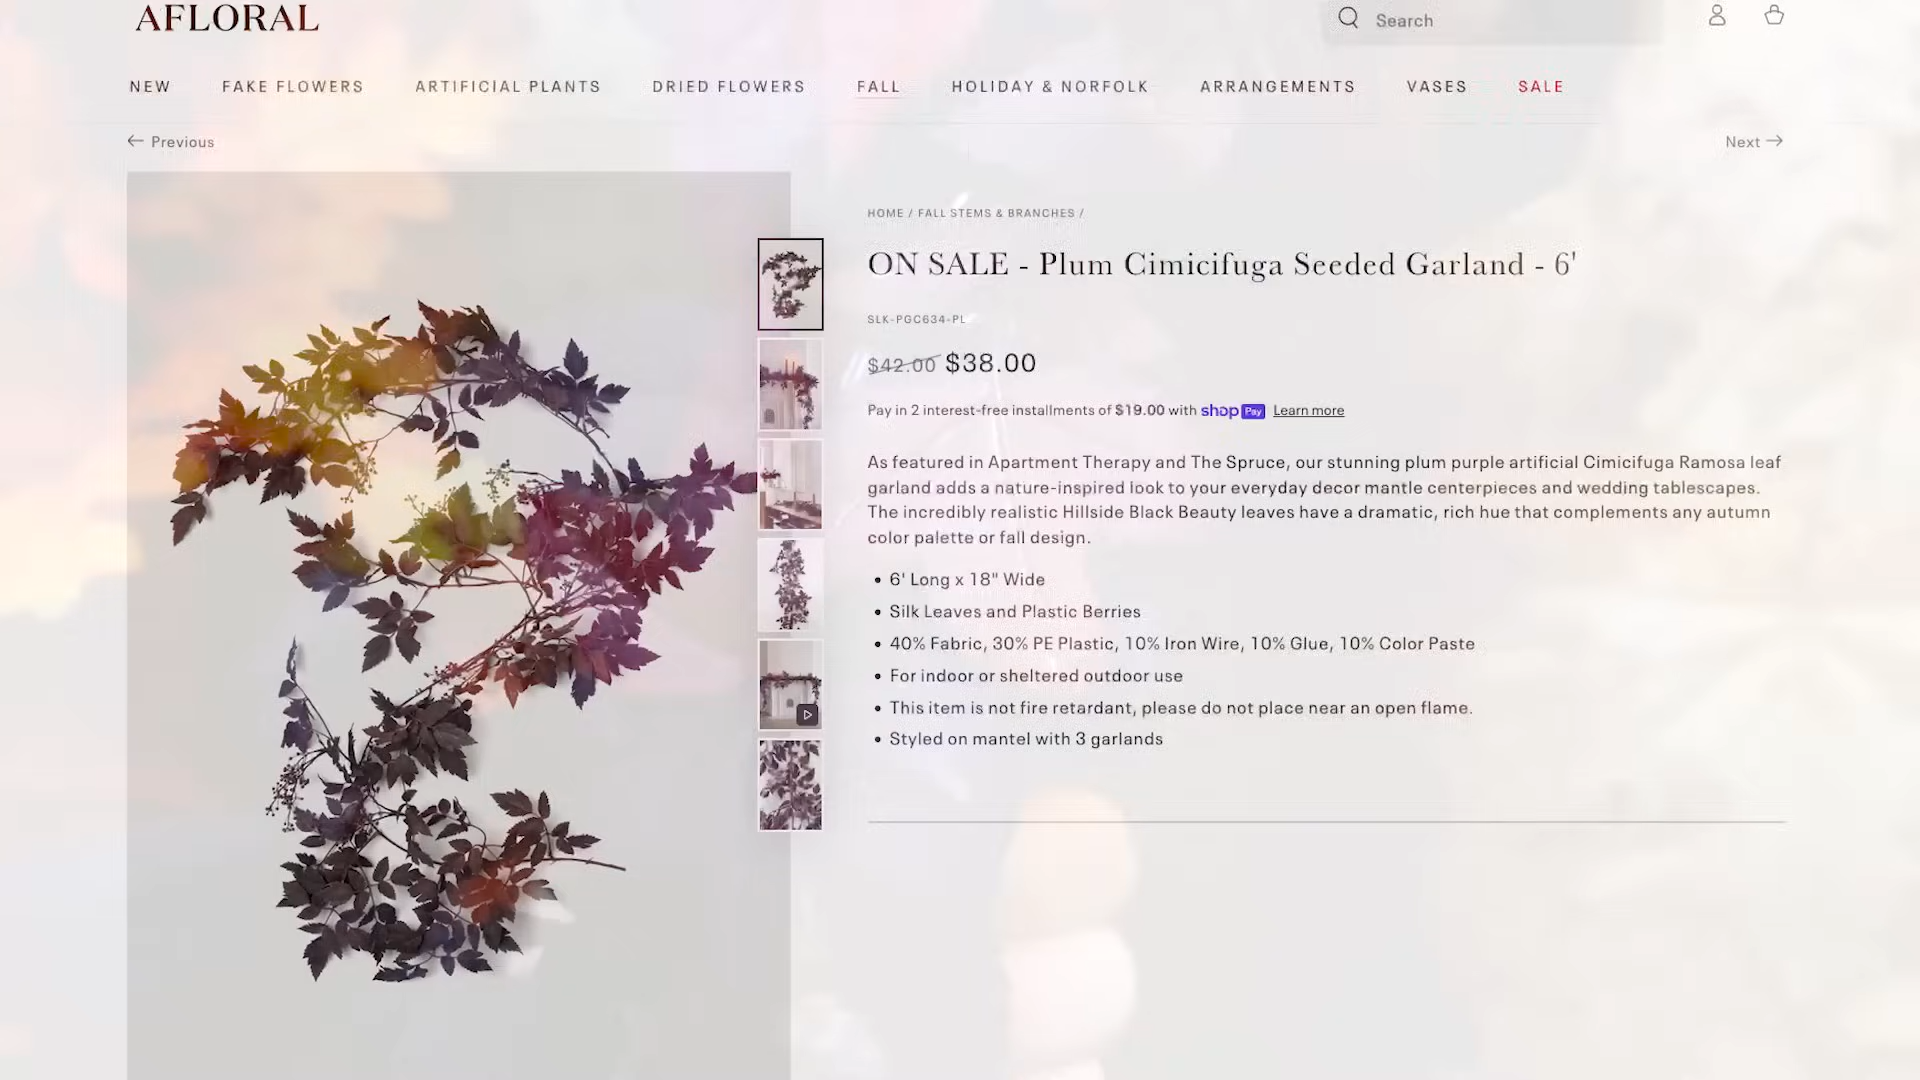 AFLORAL
Search
NEW FAKE FLOWERS ARTIFICIAL PLANTS DRIED FLOWERS FALL HOLIDAY & NORFOLK ARRANGEMENTS VASES SALE
← Previous
Next →
HOME / FALL STEMS & BRANCHES /
ON SALE - Plum Cimicifuga Seeded Garland - 6'
SLK-PGC634-PL
$42.00 $38.00
Pay in 2 interest-free installments of $19.00 with shop Pay Learn more
As featured in Apartment Therapy and The Spruce, our stunning plum purple artificial Cimicifuga Ramosa leaf
garland adds a nature-inspired look to your everyday decor mantle centerpieces and wedding tablescapes.
The incredibly realistic Hillside Black Beauty leaves have a dramatic, rich hue that complements any autumn
color palette or fall design.
• 6' Long x 18" Wide
• Silk Leaves and Plastic Berries
• 40% Fabric, 30% PE Plastic, 10% Iron Wire, 10% Glue, 10% Color Paste
• For indoor or sheltered outdoor use
• This item is not fire retardant, please do not place near an open flame.
• Styled on mantel with 3 garlands